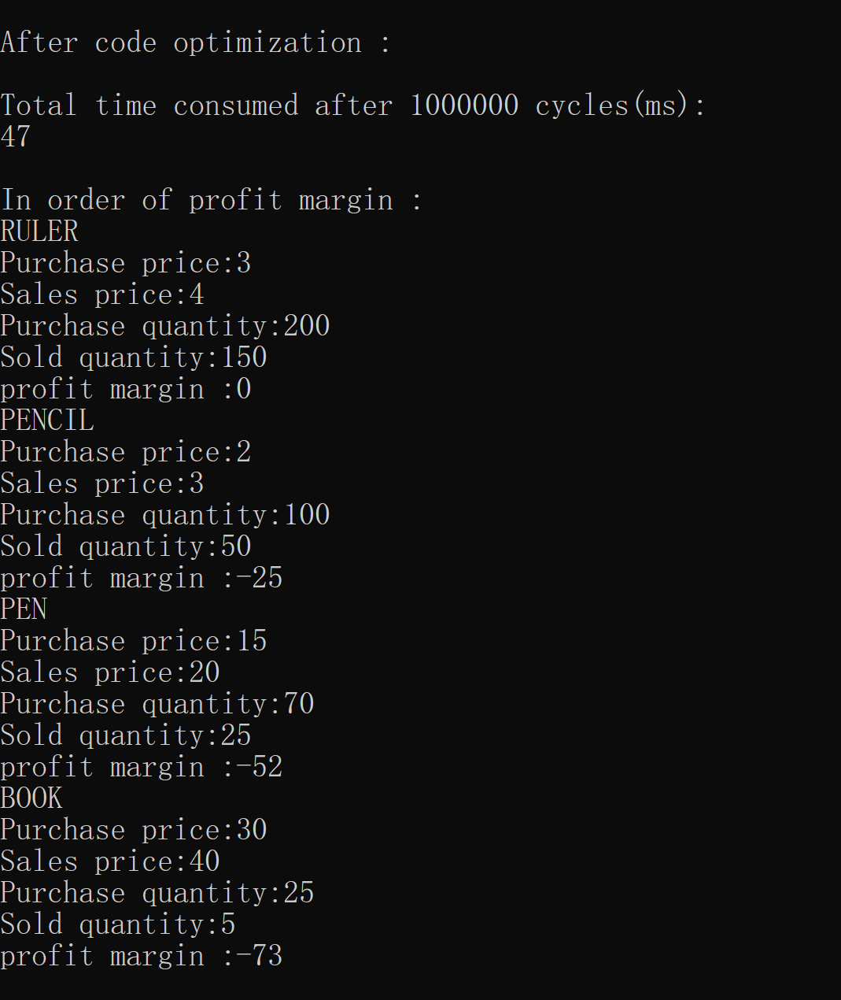 After code optimization :
Total time consumed after 1000000 cycles(ms):
47
In order of profit margin :
RULER
Purchase price:3
Sales price:4
Purchase quantity:200
Sold quantity:150
profit margin :0
PENCIL
Purchase price:2
Sales price:3
Purchase quantity:100
Sold quantity:50
profit margin :-25
PEN
Purchase price:15
Sales price:20
Purchase quantity:70
Sold quantity:25
profit margin :-52
BOOK
Purchase price:30
Sales price:40
Purchase quantity:25
Sold quantity:5
profit margin :-73